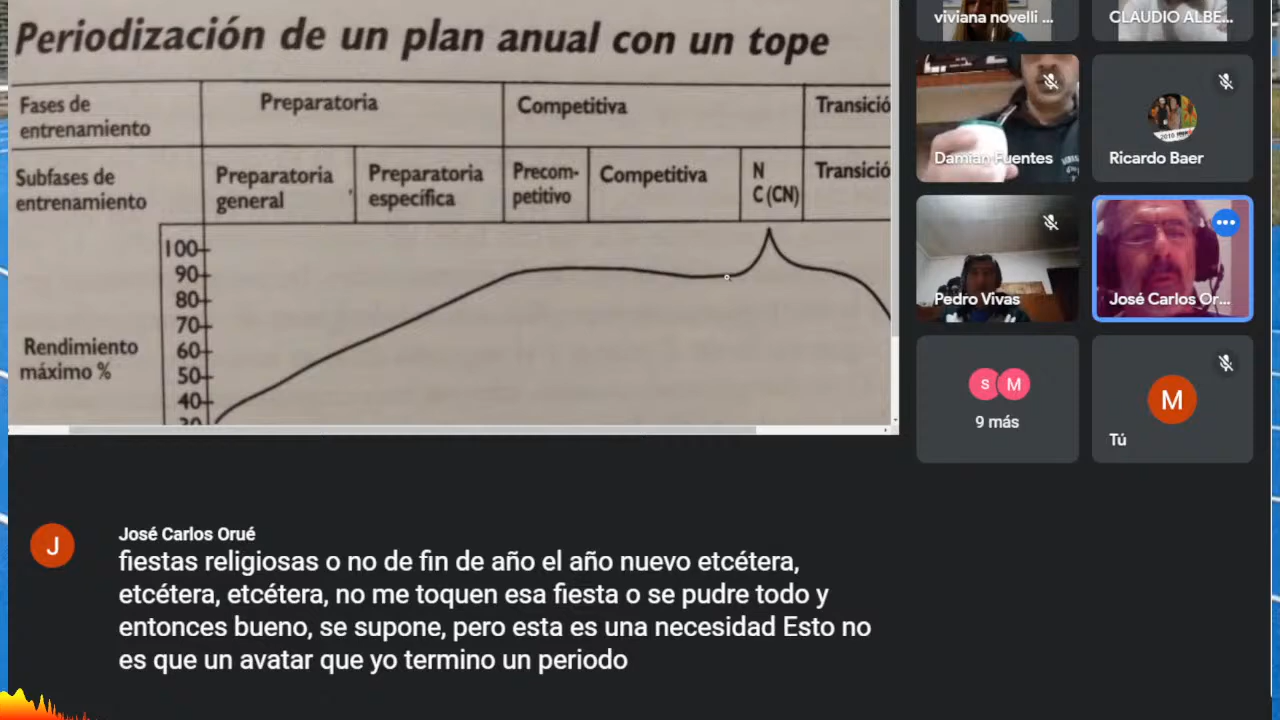 Periodización de un plan anual con un tope
Fases de
entrenamiento
Preparatoria
Competitiva
Transició
Subfases de
entrenamiento
Preparatoria
general
Preparatoria
específica
Precom-
petitivo
Competitiva
N
C (CN)
Transició
100
90
80
70
60
50
40
30
Rendimiento
máximo %
viviana novelli ...
CLAUDIO ALBE...
Damían Fuentes
Ricardo Baer
Pedro Vivas
José Carlos Or...
S M
9 más
M
Tú
J
José Carlos Orué
fiestas religiosas o no de fin de año el año nuevo etcétera,
etcétera, etcétera, no me toquen esa fiesta o se pudre todo y
entonces bueno, se supone, pero esta es una necesidad Esto no
es que un avatar que yo termino un periodo